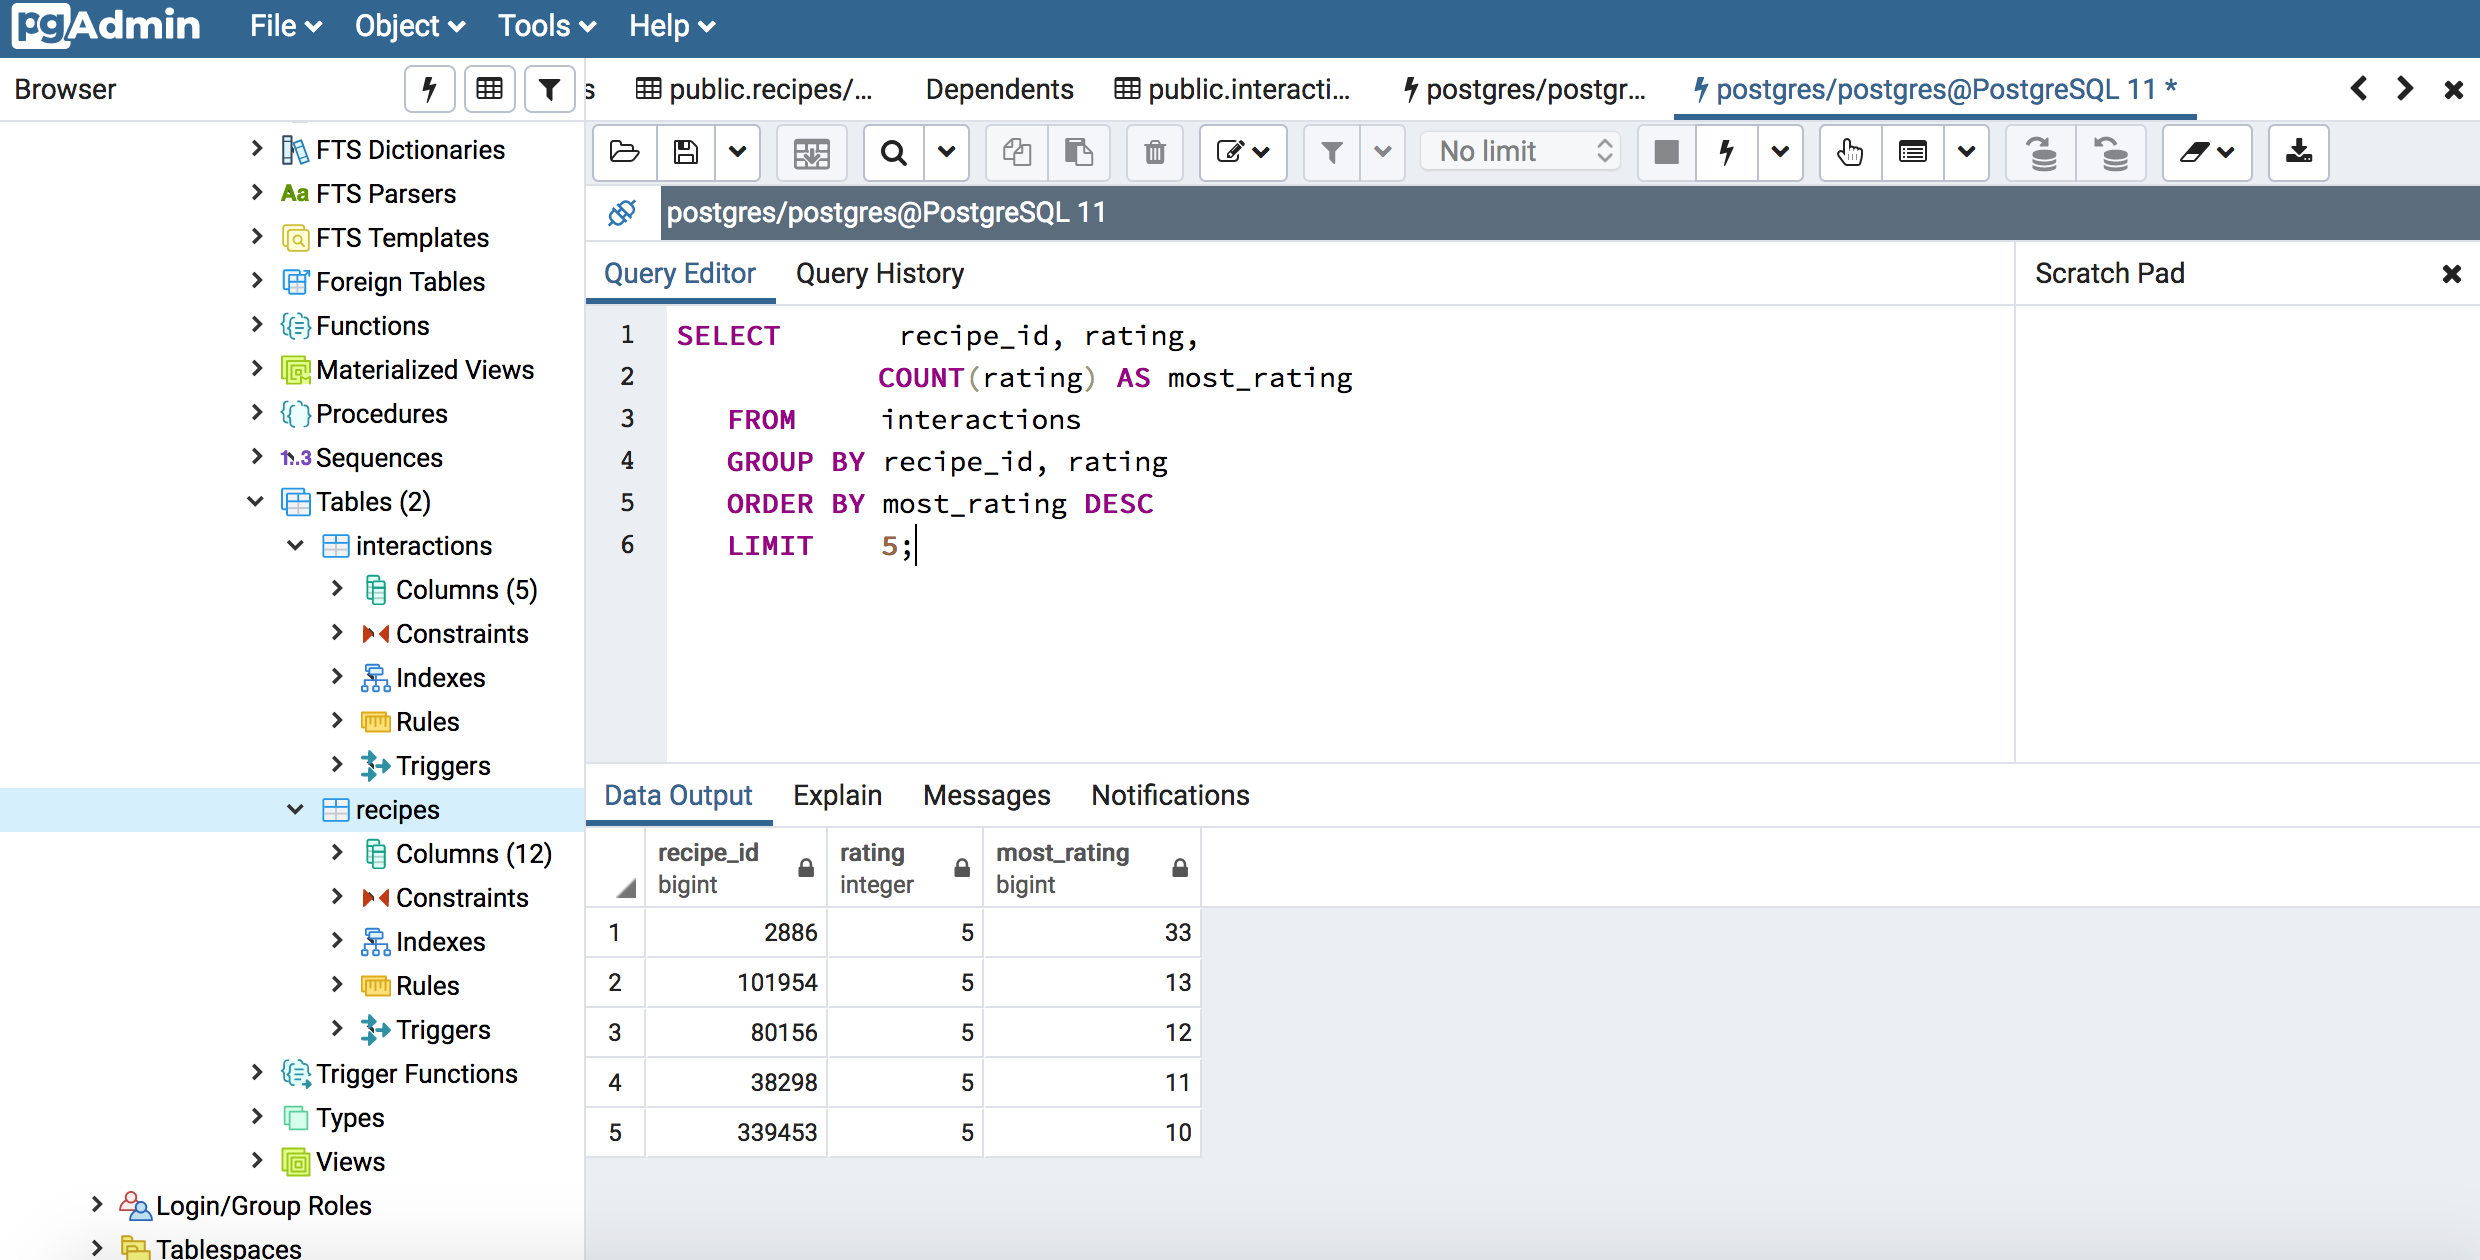 pgAdmin File Object Tools Help
Browser
s public.recipes/... Dependents public.interacti... postgres/postgr... postgres/postgres@PostgreSQL 11 *
FTS Dictionaries
Aa FTS Parsers
FTS Templates
Foreign Tables
Functions
Materialized Views
Procedures
1..3 Sequences
Tables (2)
interactions
Columns (5)
Constraints
Indexes
Rules
Triggers
recipes
Columns (12)
Constraints
Indexes
Rules
Triggers
Trigger Functions
Types
Views
Login/Group Roles
Tablespaces
No limit
postgres/postgres@PostgreSQL 11
Query Editor Query History
Scratch Pad
1 SELECT recipe_id, rating,
2 COUNT(rating) AS most_rating
3 FROM interactions
4 GROUP BY recipe_id, rating
5 ORDER BY most_rating DESC
6 LIMIT 5;
Data Output Explain Messages Notifications
recipe_id rating most_rating
bigint integer bigint
1 2886 5 33
2 101954 5 13
3 80156 5 12
4 38298 5 11
5 339453 5 10